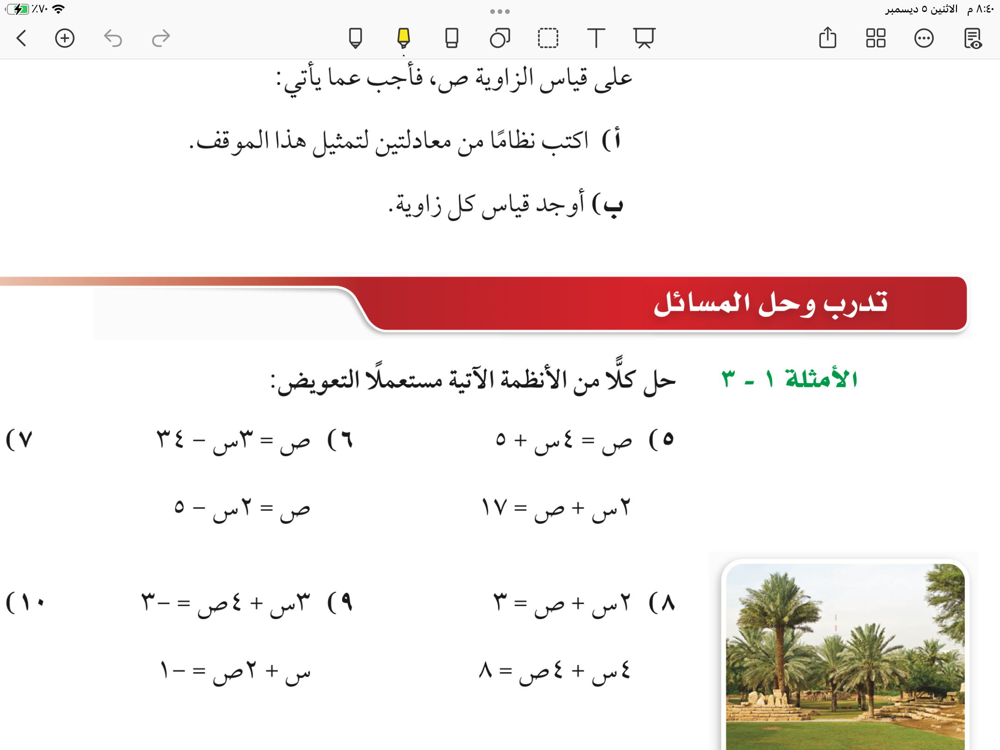 ٨:٤٠ م الاثنين ٥ ديسمبر
٪٧٠
على قياس الزاوية ص، فأجب عما يأتي:
أ) اكتب نظامًا من معادلتين لتمثيل هذا الموقف.
ب) أوجد قياس كل زاوية.
تدرب وحل المسائل
الأمثلة ١ - ٣ حل كلًّا من الأنظمة الآتية مستعملًا التعويض:
٥) ص = ٤س + ٥
٢س + ص = ١٧
٦) ص = ٣س − ٣٤
ص = ٢س − ٥
٧)
٨) ٢س + ص = ٣
٤س + ٤ص = ٨
٩) ٣س + ٤ص = −٣
س + ٢ص = −١
١٠)